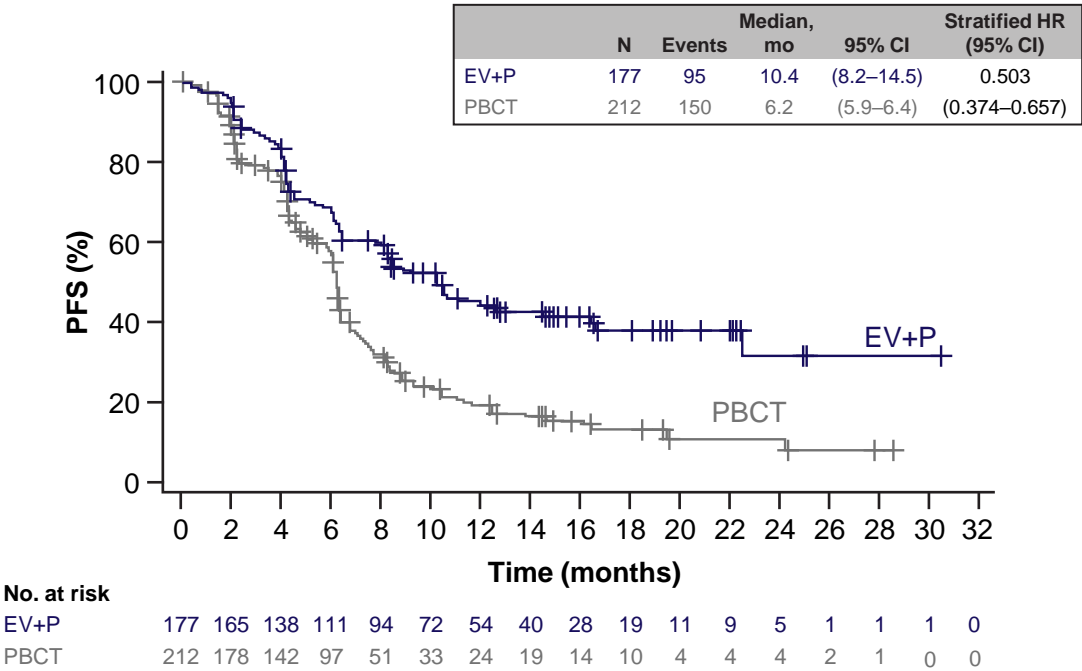 Median, Stratified HR
N Events mo 95% CI (95% CI)
EV+P 177 95 10.4 (8.2–14.5) 0.503
PBCT 212 150 6.2 (5.9–6.4) (0.374–0.657)
100
80
60
40
20
0
PFS (%)
EV+P
PBCT
0 2 4 6 8 10 12 14 16 18 20 22 24 26 28 30 32
Time (months)
No. at risk
EV+P 177 165 138 111 94 72 54 40 28 19 11 9 5 1 1 1 0
PBCT 212 178 142 97 51 33 24 19 14 10 4 4 4 2 1 0 0